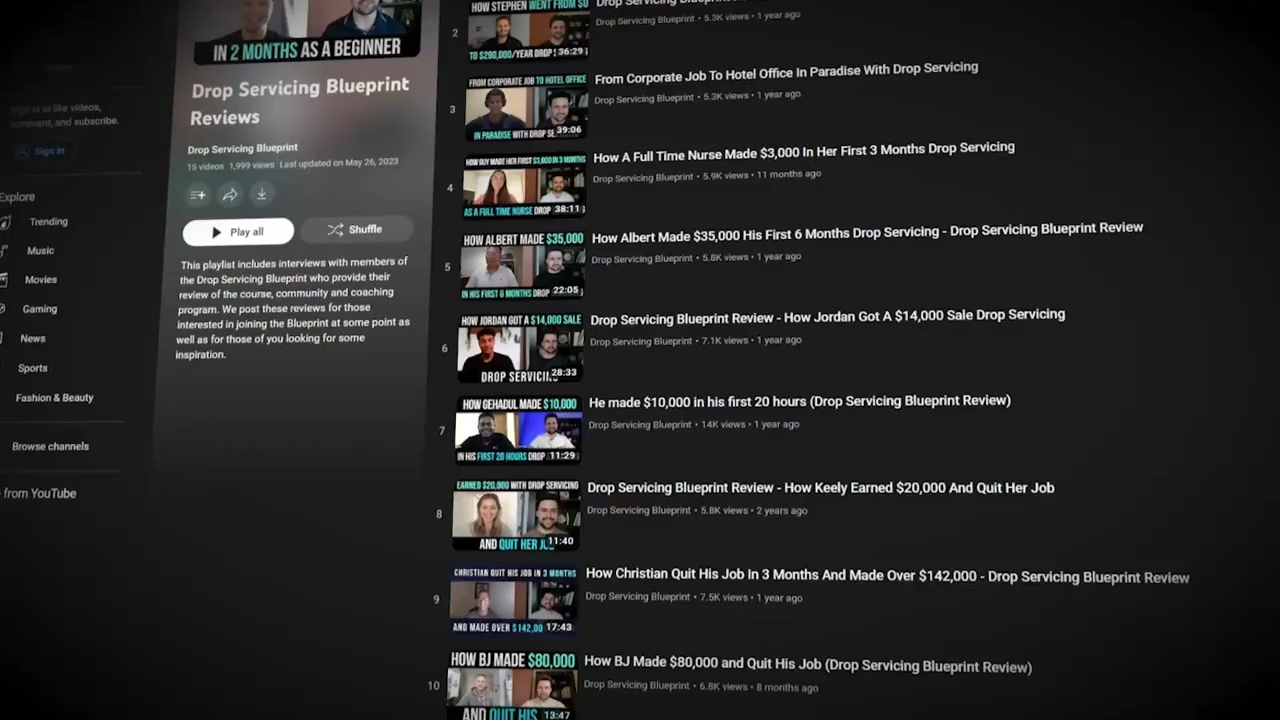 IN 2 MONTHS AS A BEGINNER
Drop Servicing Blueprint
Reviews
Drop Servicing Blueprint
15 videos 1,999 views Last updated on May 26, 2023
Play all
Shuffle
This playlist includes interviews with members of
the Drop Servicing Blueprint who provide their
review of the course, community and coaching
program. We post these reviews for those
interested in joining the Blueprint at some point as
well as for those of you looking for some
inspiration.
Sign in to like videos,
comment, and subscribe.
Sign in
Explore
Trending
Music
Movies
Gaming
News
Sports
Fashion & Beauty
Browse channels
from YouTube
2
HOW STEPHEN WENT FROM $0
TO $290,000/YEAR DROP
36:29
Drop Servicing Blueprint • 5.3K views • 1 year ago
3
FROM CORPORATE JOB TO HOTEL OFFICE
IN PARADISE WITH DROP SE
39:06
From Corporate Job To Hotel Office In Paradise With Drop Servicing
Drop Servicing Blueprint • 5.3K views • 1 year ago
4
HOW GUY MADE HER FIRST $3,000 IN 3 MONTHS
AS A FULL TIME NURSE DROP
38:11
How A Full Time Nurse Made $3,000 In Her First 3 Months Drop Servicing
Drop Servicing Blueprint • 5.9K views • 11 months ago
5
HOW ALBERT MADE $35,000
IN HIS FIRST 6 MONTHS DROP
22:05
How Albert Made $35,000 His First 6 Months Drop Servicing - Drop Servicing Blueprint Review
Drop Servicing Blueprint • 5.8K views • 1 year ago
6
HOW JORDAN GOT A $14,000 SALE
DROP SERVICIN
28:33
Drop Servicing Blueprint Review - How Jordan Got A $14,000 Sale Drop Servicing
Drop Servicing Blueprint • 7.1K views • 1 year ago
7
HOW GEHADUL MADE $10,000
IN HIS FIRST 20 HOURS DROP
11:29
He made $10,000 in his first 20 hours (Drop Servicing Blueprint Review)
Drop Servicing Blueprint • 14K views • 1 year ago
8
EARNED $20,000 WITH DROP SERVICING
AND QUIT HER JO
11:40
Drop Servicing Blueprint Review - How Keely Earned $20,000 And Quit Her Job
Drop Servicing Blueprint • 5.8K views • 2 years ago
9
CHRISTIAN QUIT HIS JOB IN 3 MONTHS
AND MADE OVER $142,00
17:43
How Christian Quit His Job In 3 Months And Made Over $142,000 - Drop Servicing Blueprint Review
Drop Servicing Blueprint • 7.5K views • 1 year ago
10
HOW BJ MADE $80,000
AND QUIT HIS
13:47
How BJ Made $80,000 and Quit His Job (Drop Servicing Blueprint Review)
Drop Servicing Blueprint • 6.8K views • 8 months ago